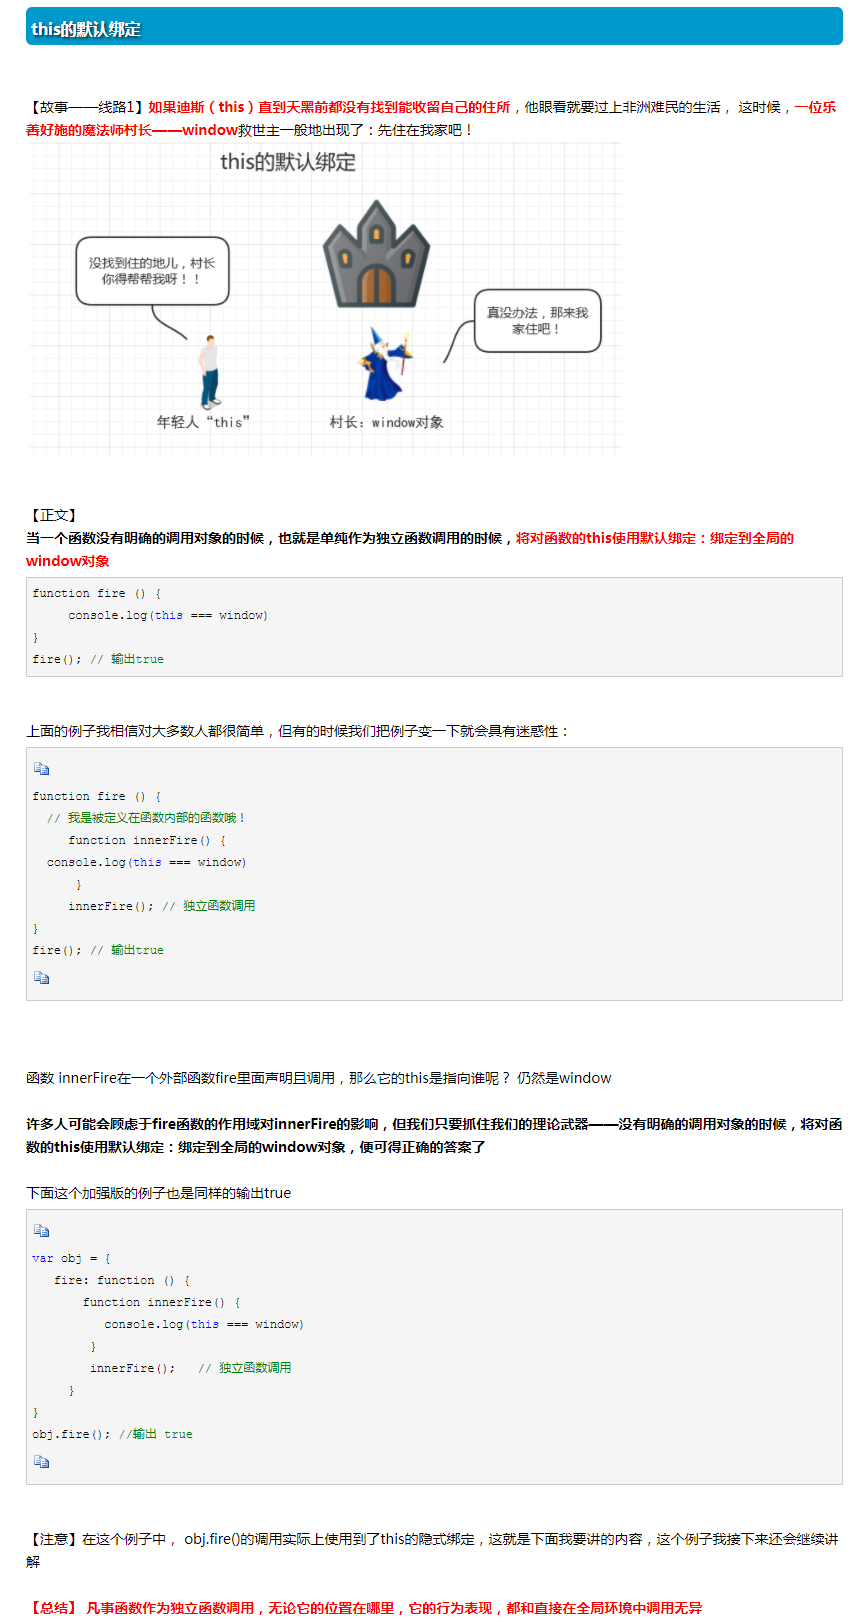 this的默认绑定
【故事——线路1】如果迪斯（this）直到天黑前都没有找到能收留自己的住所，他眼看就要过上非洲难民的生活， 这时候，一位乐
善好施的魔法师村长——window救世主一般地出现了：先住在我家吧！
this的默认绑定
没找到住的地儿，村长
你得帮帮我呀！！
真没办法，那来我
家住吧！
年轻人“this”
村长：window对象
【正文】
当一个函数没有明确的调用对象的时候，也就是单纯作为独立函数调用的时候，将对函数的this使用默认绑定：绑定到全局的
window对象
function fire () {
     console.log(this === window)
}
fire(); // 输出true
上面的例子我相信对大多数人都很简单，但有的时候我们把例子变一下就会具有迷惑性：
function fire () {
  // 我是被定义在函数内部的函数哦！
     function innerFire() {
  console.log(this === window)
      }
     innerFire(); // 独立函数调用
}
fire(); // 输出true
函数 innerFire在一个外部函数fire里面声明且调用，那么它的this是指向谁呢？ 仍然是window
许多人可能会顾虑于fire函数的作用域对innerFire的影响，但我们只要抓住我们的理论武器——没有明确的调用对象的时候，将对函
数的this使用默认绑定：绑定到全局的window对象，便可得正确的答案了
下面这个加强版的例子也是同样的输出true
var obj = {
   fire: function () {
       function innerFire() {
          console.log(this === window)
        }
        innerFire();   // 独立函数调用
     }
}
obj.fire(); //输出 true
【注意】在这个例子中， obj.fire()的调用实际上使用到了this的隐式绑定，这就是下面我要讲的内容，这个例子我接下来还会继续讲
解
【总结】 凡事函数作为独立函数调用，无论它的位置在哪里，它的行为表现，都和直接在全局环境中调用无异